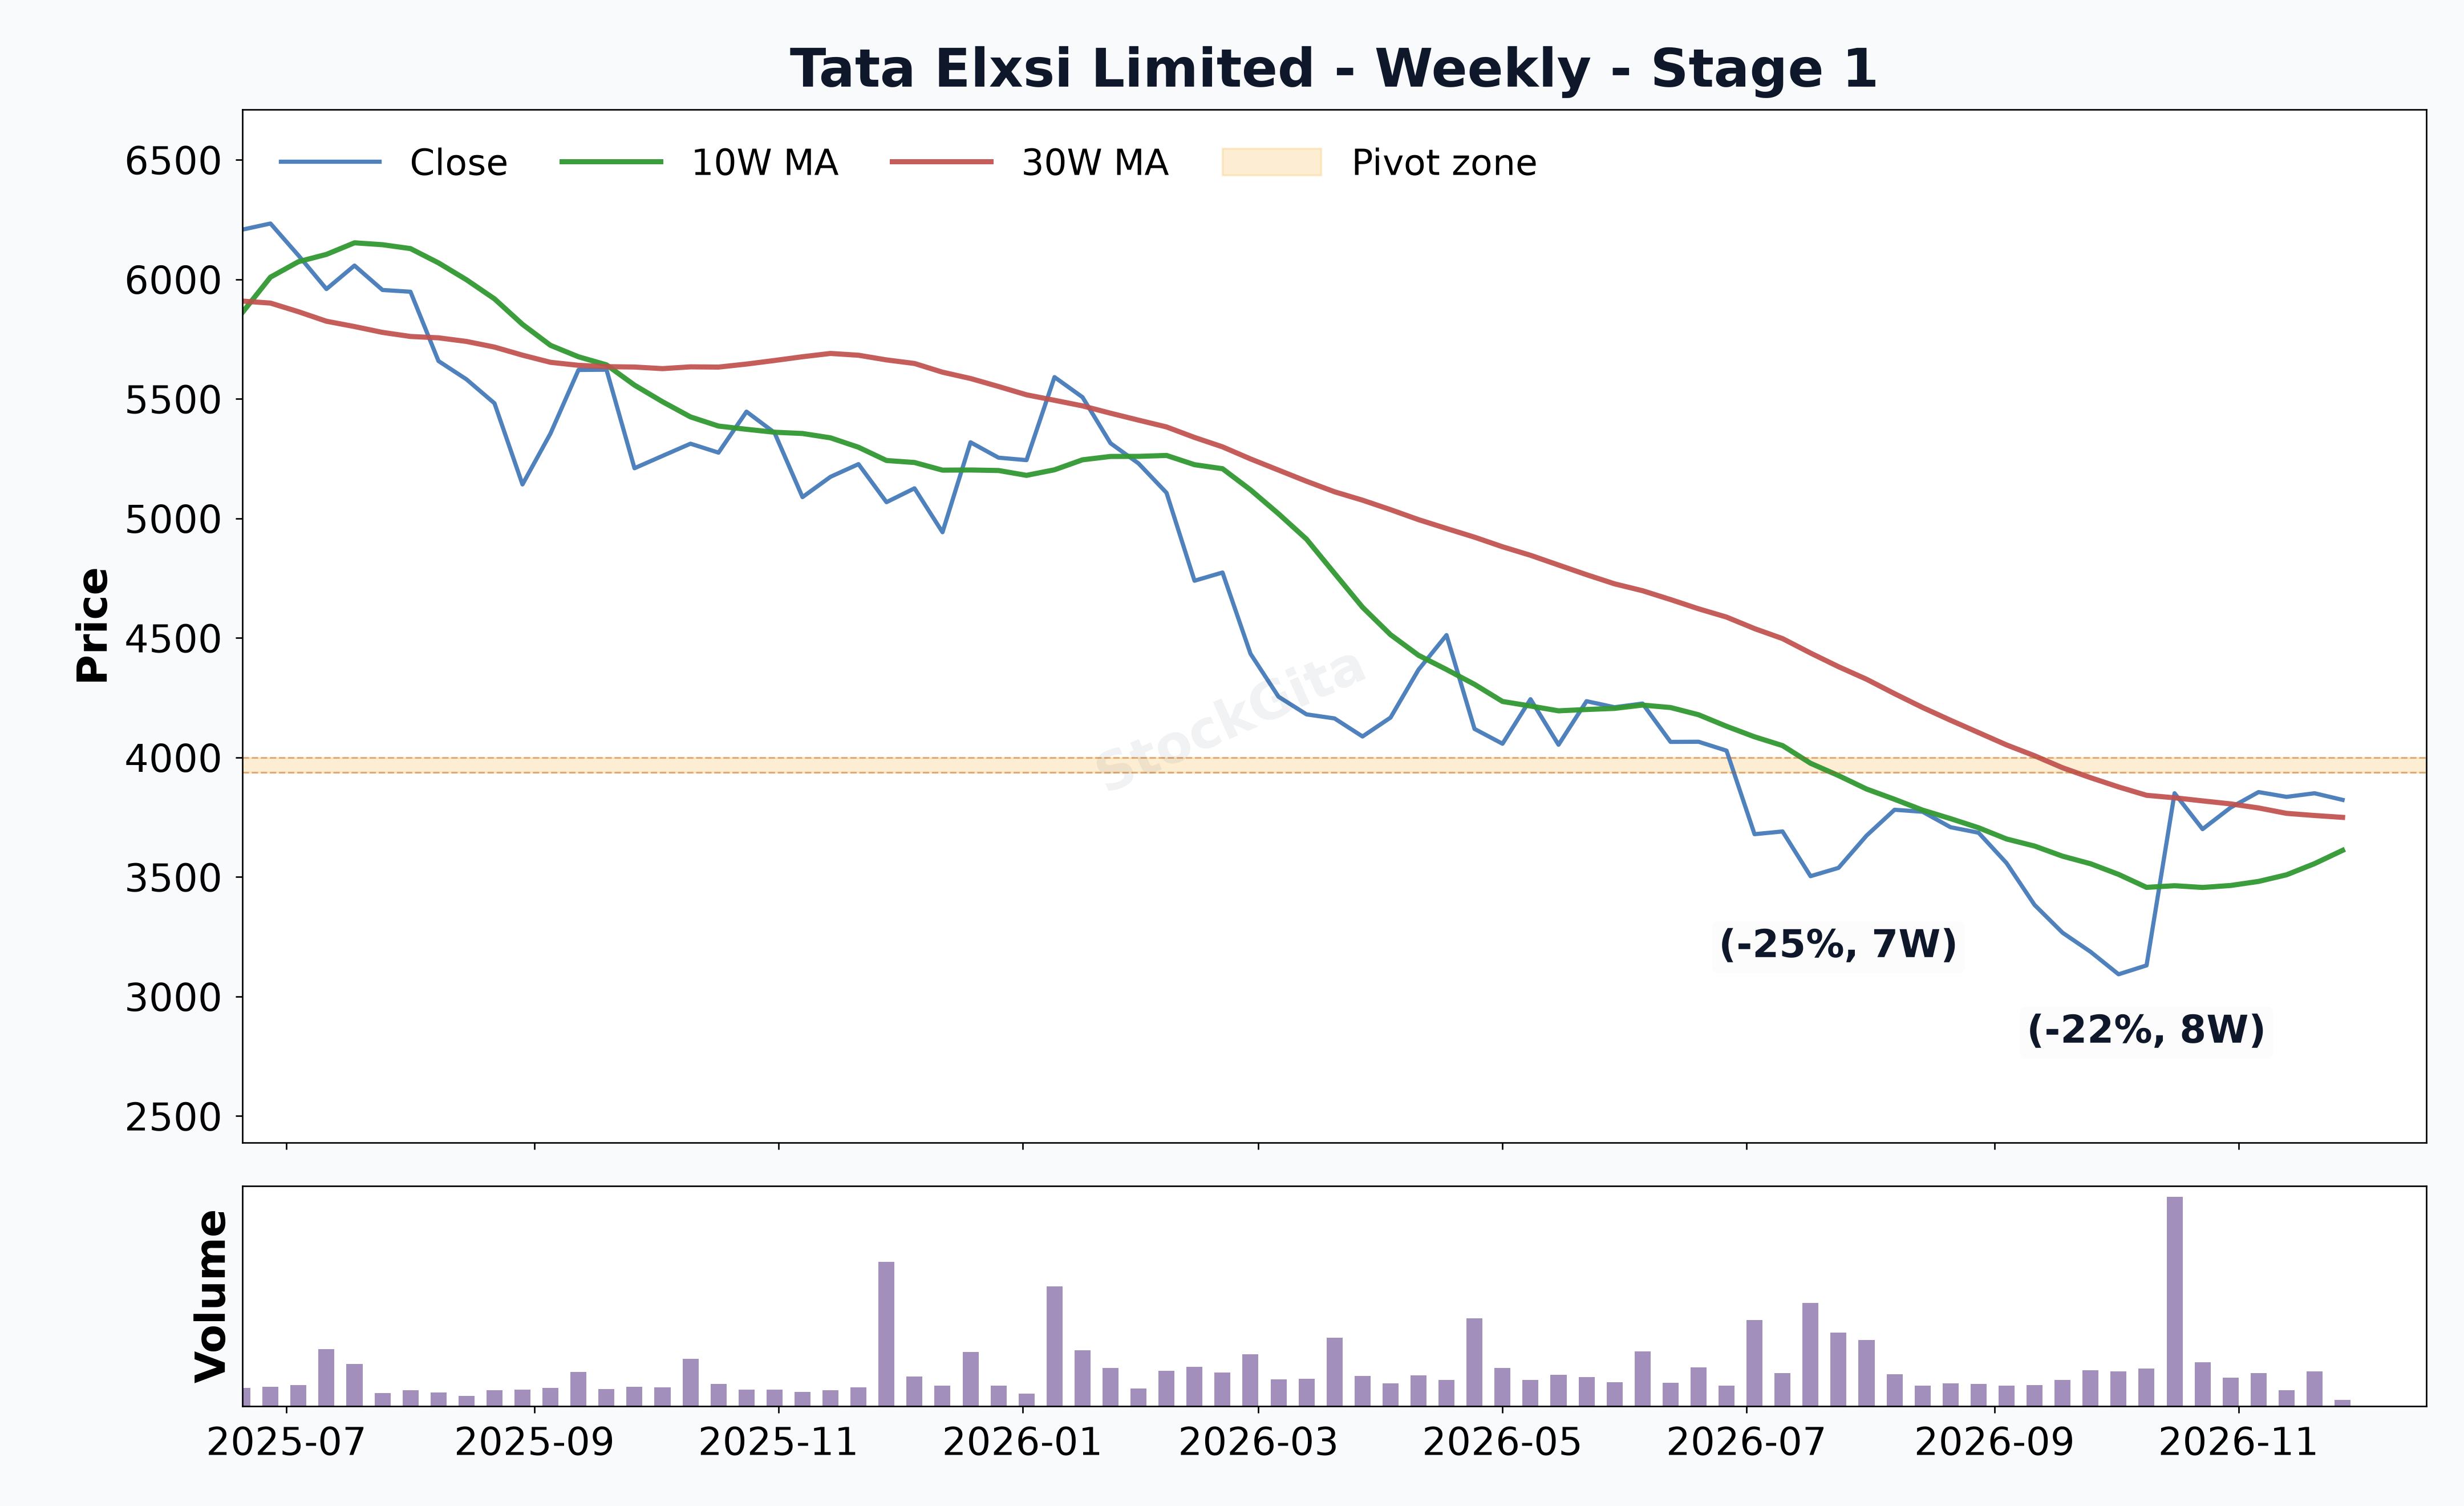 Tata Elxsi Limited - Weekly - Stage 1
Close 10W MA 30W MA Pivot zone
Price
6500
6000
5500
5000
4500
4000
3500
3000
2500
StockGita
(-25%, 7W)
(-22%, 8W)
Volume
2025-07 2025-09 2025-11 2026-01 2026-03 2026-05 2026-07 2026-09 2026-11